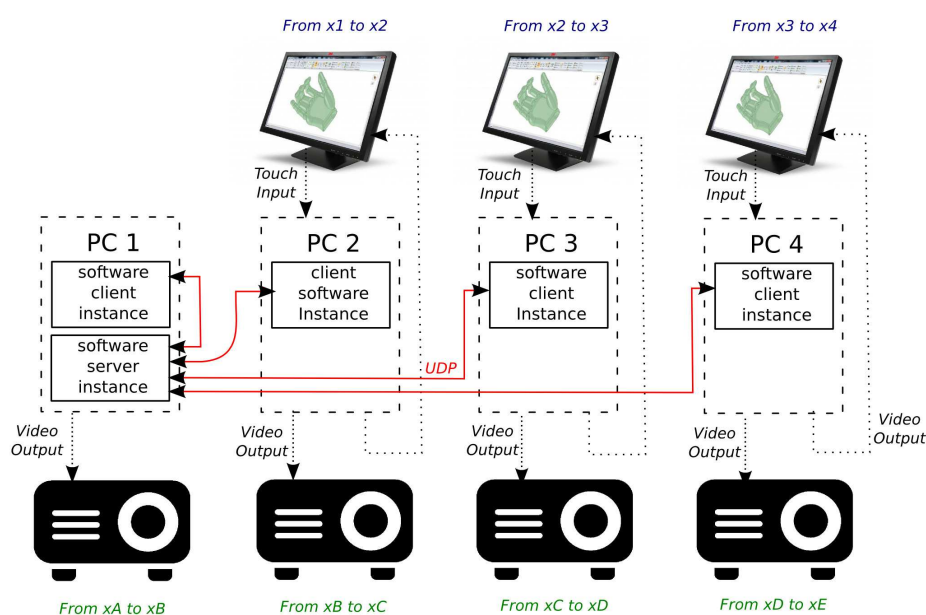 From x1 to x2
From x2 to x3
From x3 to x4
Touch
Input
Touch
Input
Touch
Input
PC 1
software
client
instance
software
server
instance
PC 2
client
software
Instance
PC 3
software
client
Instance
PC 4
software
client
instance
UDP
Video
Output
Video
Output
Video
Output
Video
Output
Video
Output
From xA to xB
From xB to xC
From xC to xD
From xD to xE